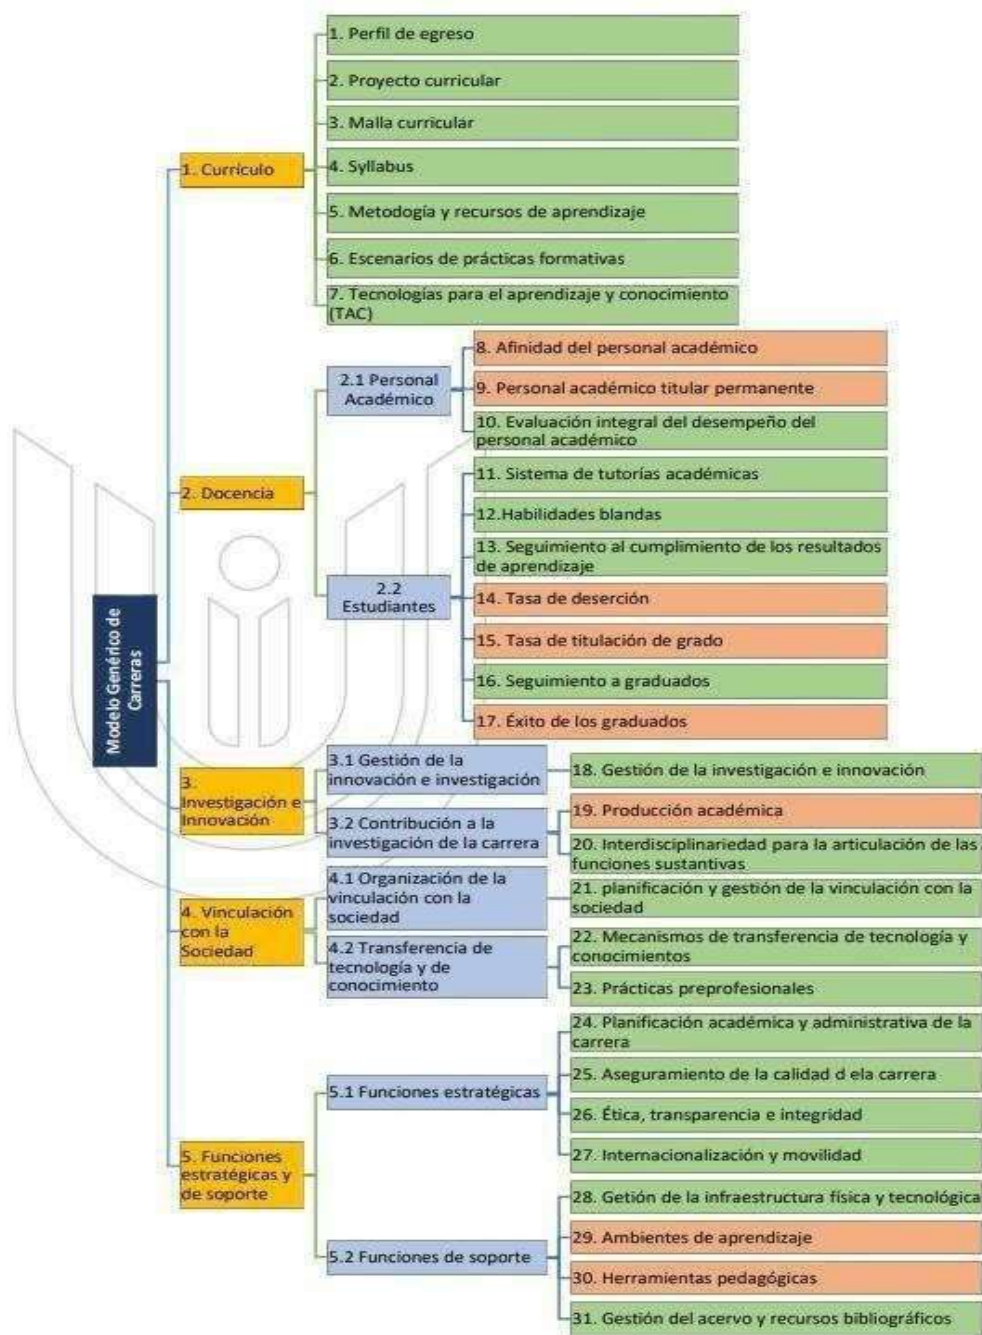 1. Perfil de egreso
2. Proyecto curricular
3. Malla curricular
1. Currículo
4. Syllabus
5. Metodogía y recursos de aprendizaje
6. Escenarios de prácticas formativas
7. Tecnologías para el aprendizaje y conocimiento
(TAC)
8. Afinidad del personal académico
2.1 Personal
Académico
9. Personal académico titular permanente
10. Evaluación integral del desempeño del
personal académico
11. Sistema de tutorías académicas
2. Docencia
12.Habilidades blandas
13. Seguimiento al cumplimiento de los resultados
de aprendizaje
2.2
Estudiantes
14. Tasa de deserción
15. Tasa de titulación de grado
16. Seguimiento a graduados
17. Éxito de los graduados
Modelo Genérico de
Carreras
3.
Investigación e
Innovación
3.1 Gestión de la
innovación e investigación
18. Gestión de la investigación e innovación
3.2 Contribución a la
investigación de la carrera
19. Producción académica
20. Interdisciplinariedad para la articulación de las
funciones sustantivas
4. Vinculación
con la
Sociedad
4.1 Organización de la
vinculación con la
sociedad
21. planificación y gestión de la vinculación con la
sociedad
4.2 Transferencia de
tecnología y de
conocimiento
22. Mecanismos de transferencia de tecnología y
conocimientos
23. Prácticas preprofesionales
5. Funciones
estratégicas y
de soporte
5.1 Funciones estratégicas
24. Planificación académica y administrativa de la
carrera
25. Aseguramiento de la calidad d ela carrera
26. Ética, transparencia e integridad
27. Internacionalización y movilidad
5.2 Funciones de soporte
28. Getión de la infraestructura física y tecnológica
29. Ambientes de aprendizaje
30. Herramientas pedagógicas
31. Gestión del acervo y recursos bibliográficos